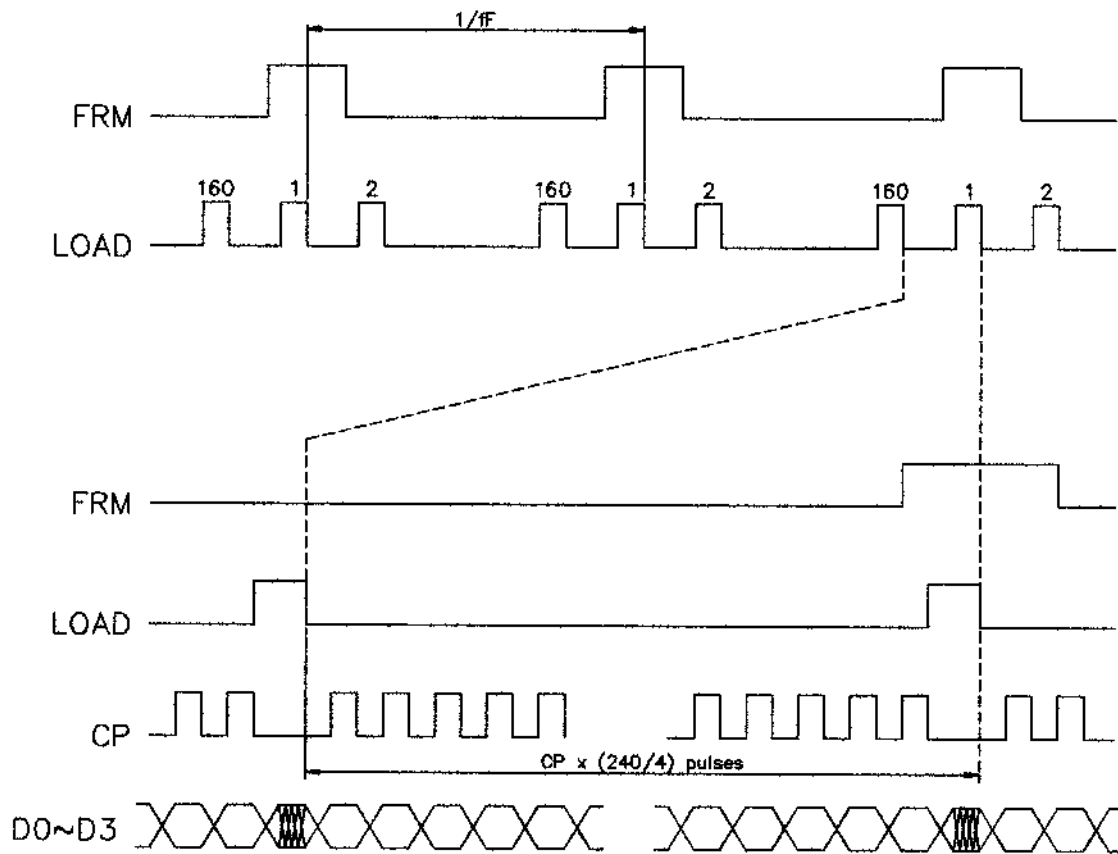 1/fF
FRM
160 1 2 160 1 2 160 1 2
LOAD
FRM
LOAD
CP
CP x (240/4) pulses
D0~D3